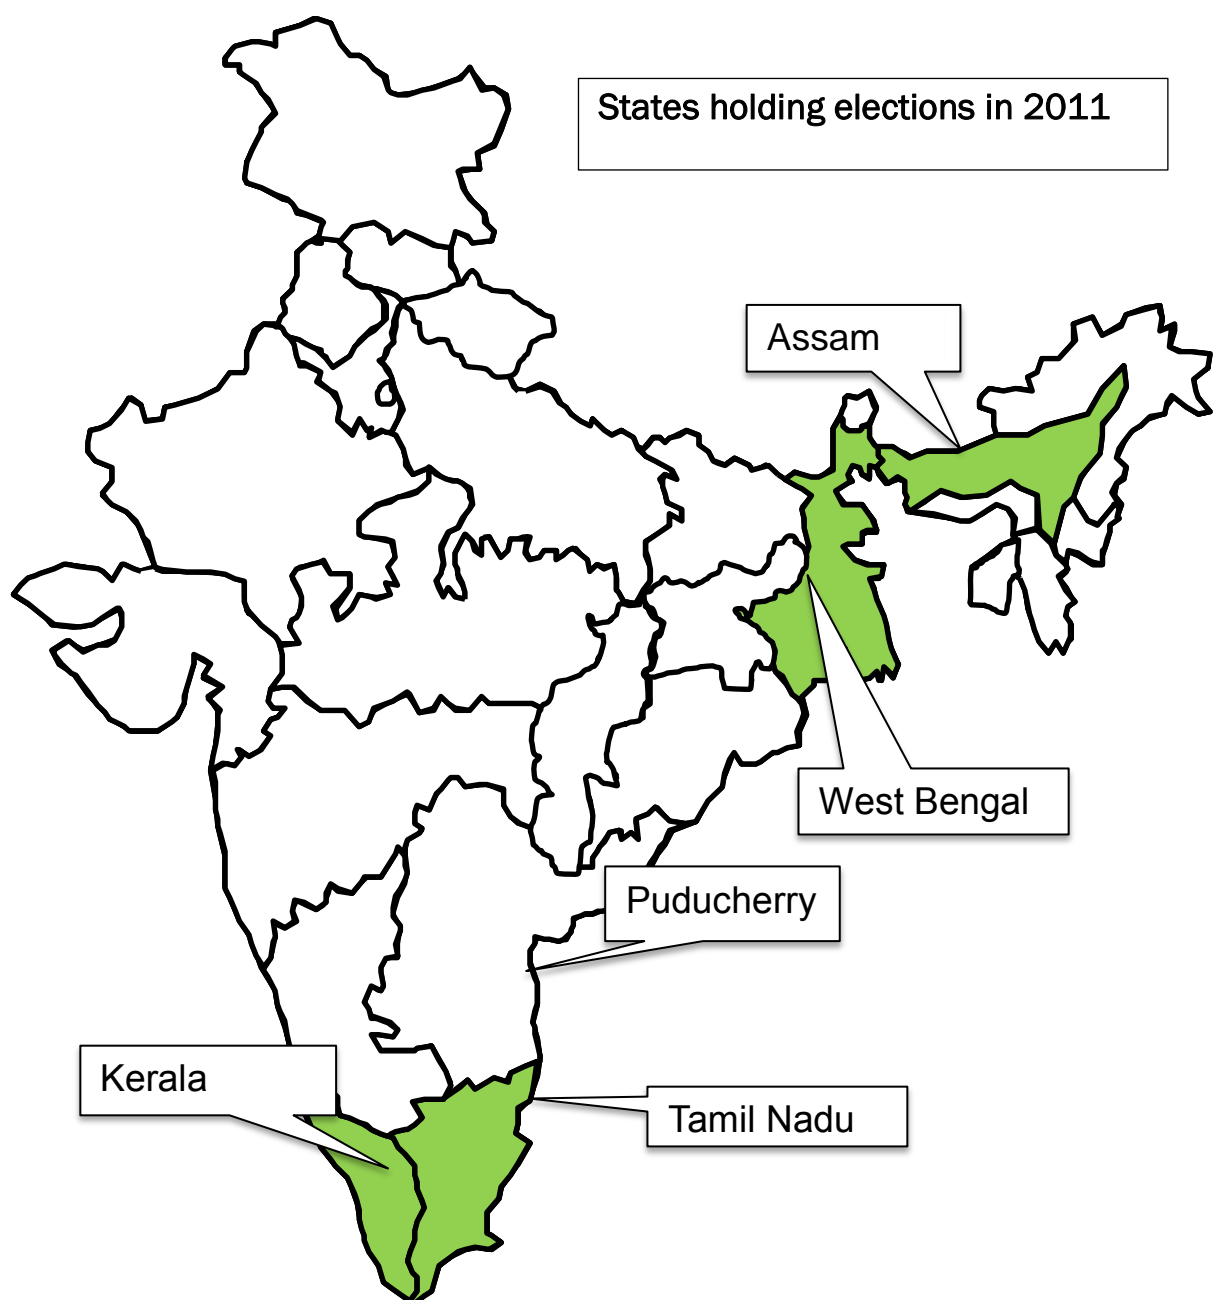 States holding elections in 2011
Assam
West Bengal
Puducherry
Kerala
Tamil Nadu